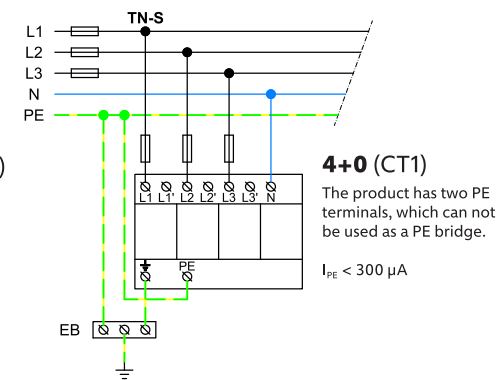 TN-S
L1
L2
L3
N
PE
)
4+0 (CT1)
The product has two PE
terminals, which can not
be used as a PE bridge.
I PE < 300 µA
L1 L1' L2 L2' L3 L3' N
PE
EB